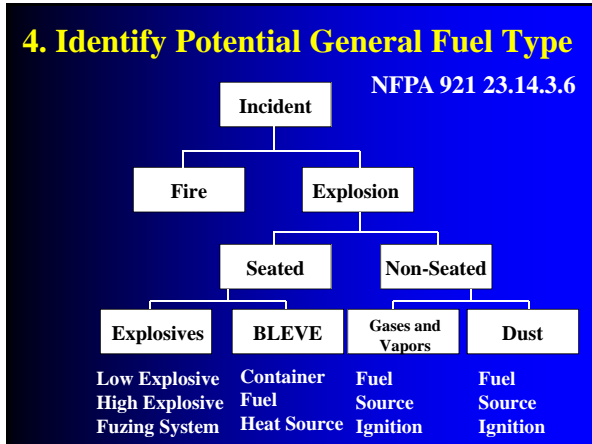 4. Identify Potential General Fuel Type
NFPA 921 23.14.3.6
Incident
Fire
Explosion
Seated
Non-Seated
Explosives
BLEVE
Gases and
Vapors
Dust
Low Explosive
High Explosive
Fuzing System
Container
Fuel
Heat Source
Fuel
Source
Ignition
Fuel
Source
Ignition